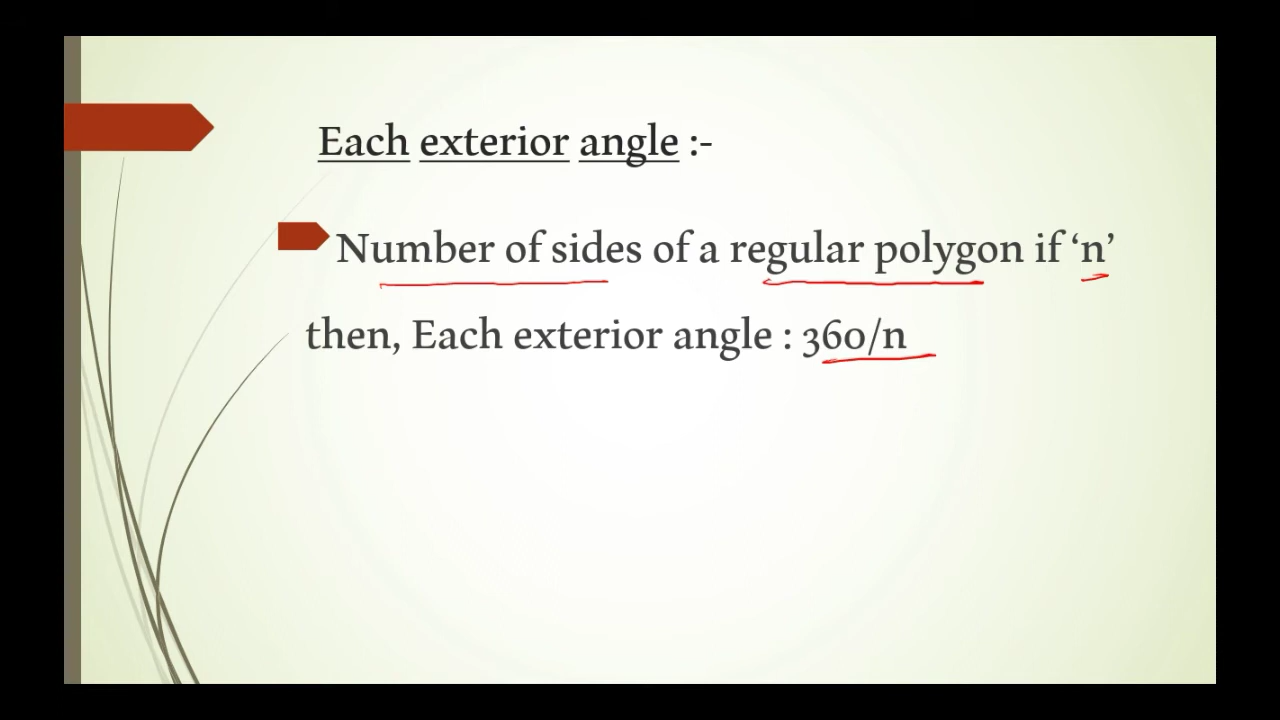 Each exterior angle :-
Number of sides of a regular polygon if ‘n’
then, Each exterior angle : 360/n